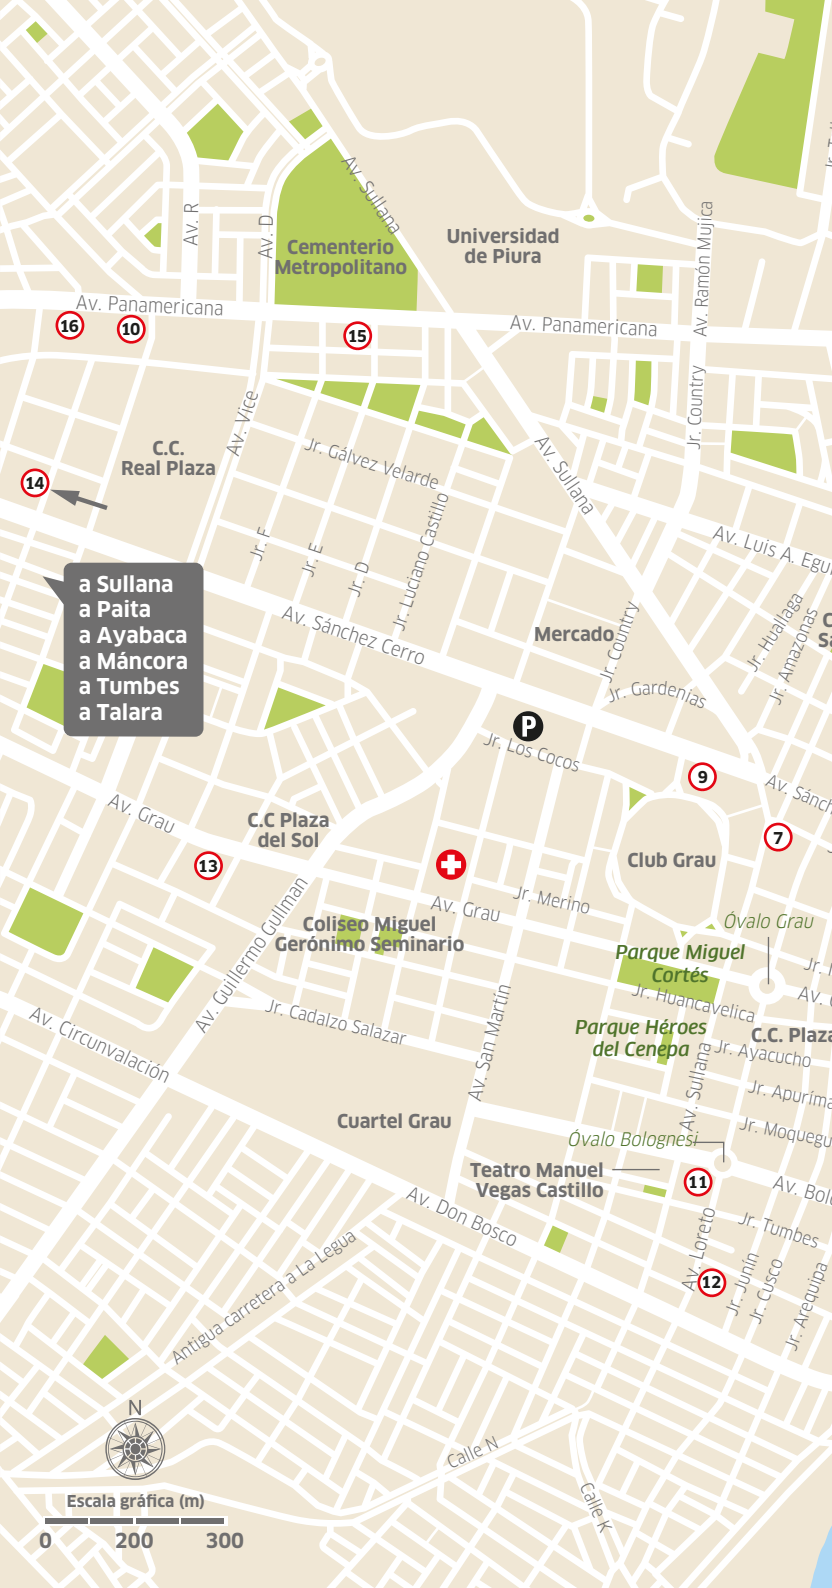 Av. Sullana
Av. R
Av. D
Cementerio
Metropolitano
Universidad
de Piura
Av. Ramón Mujica
Av. Panamericana
16
10
15
Av. Panamericana
Jr. Country
Av. Vice
C.C.
Real Plaza
Jr. Gálvez Velarde
Av. Sullana
14
Jr. F
Jr. E
Jr. D
Jr. Luciano Castillo
Av. Luis A. Egu
a Sullana
a Paita
a Ayabaca
a Máncora
a Tumbes
a Talara
Av. Sánchez Cerro
Mercado
Jr. Country
Jr. Huallaga
Jr. Amazonas
C
Sa
Jr. Gardenias
P
Jr. Los Cocos
9
Av. Sánch
Av. Grau
C.C Plaza
del Sol
13
7
Club Grau
Av. Guillermo Gullman
Av. Grau
Jr. Merino
Coliseo Miguel
Gerónimo Seminario
Óvalo Grau
Parque Miguel
Cortés
Jr. Huancavelica
Av. Circunvalación
Jr. Cadalzo Salazar
Av. San Martín
Parque Héroes
del Cenepa
C.C. Plaza
Av. Sullana
Jr. Ayacucho
Jr. Apuríma
Cuartel Grau
Óvalo Bolognesi
Jr. Moquegu
Teatro Manuel
Vegas Castillo
11
Av. Bolo
Av. Don Bosco
Av. Loreto
Jr. Tumbes
12
Jr. Junín
Jr. Cusco
Jr. Arequipa
Antigua carretera a La Legua
N
Calle N
Calle K
Escala gráfica (m)
0 200 300